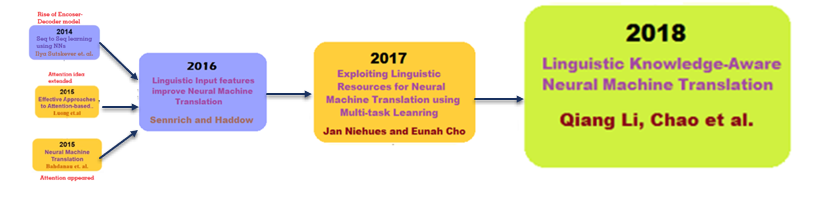 Rise of Encoser-
Decoder model
2014
Seq to Seq learning
using NNs
Ilya Sutskever et. al.
Attention idea
extended
2015
Effective Approaches
to Attention-based..
Luong et.al
2015
Neural Machine
Translation
Bahdanau et. al.
Attention appeared
2016
Linguistic Input features
improve Neural Machine
Translation
Sennrich and Haddow
2017
Exploiting Linguistic
Resources for Neural
Machine Translation using
Multi-task Leanring
Jan Niehues and Eunah Cho
2018
Linguistic Knowledge-Aware
Neural Machine Translation
Qiang Li, Chao et al.